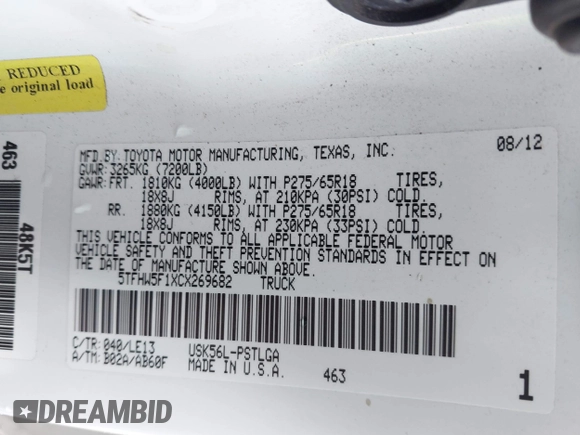 REDUCED
e original load
463
48K5T
MFD.BY:TOYOTA MOTOR MANUFACTURING, TEXAS, INC. 08/12
GVWR:3265KG (7200LB)
GAWR:FRT. 1810KG (4000LB) WITH P275/65R18 TIRES,
18X8J RIMS, AT 210KPA (30PSI) COLD.
RR. 1880KG (4150LB) WITH P275/65R18 TIRES,
18X8J RIMS, AT 230KPA (33PSI) COLD.
THIS VEHICLE CONFORMS TO ALL APPLICABLE FEDERAL MOTOR
VEHICLE SAFETY AND THEFT PREVENTION STANDARDS IN EFFECT ON
THE DATE OF MANUFACTURE SHOWN ABOVE.
5TFHW5F1XCX269682 TRUCK
C/TR:040/LE13 USK56L-PSTLGA
A/TM:B02A/AB60F MADE IN U.S.A. 463 1
DREAMBID